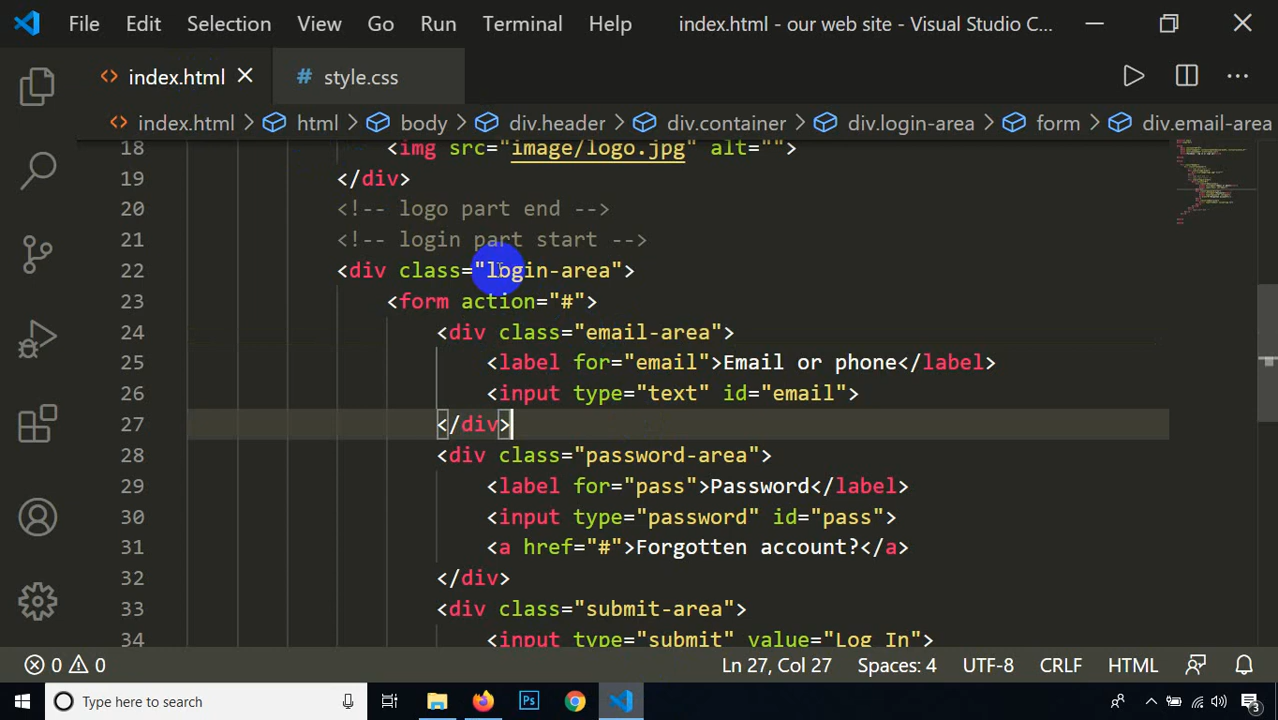 File Edit Selection View Go Run Terminal Help index.html - our web site - Visual Studio C...
<> index.html # style.css
<> index.html > html > body > div.header > div.container > div.login-area > form > div.email-area
18 <img src="image/logo.jpg" alt="">
19 </div>
20 <!-- logo part end -->
21 <!-- login part start -->
22 <div class="login-area">
23 <form action="#">
24 <div class="email-area">
25 <label for="email">Email or phone</label>
26 <input type="text" id="email">
27 </div>
28 <div class="password-area">
29 <label for="pass">Password</label>
30 <input type="password" id="pass">
31 <a href="#">Forgotten account?</a>
32 </div>
33 <div class="submit-area">
34 <input type="submit" value="Log In">
0 0 Ln 27, Col 27 Spaces: 4 UTF-8 CRLF HTML
Type here to search Ps 3